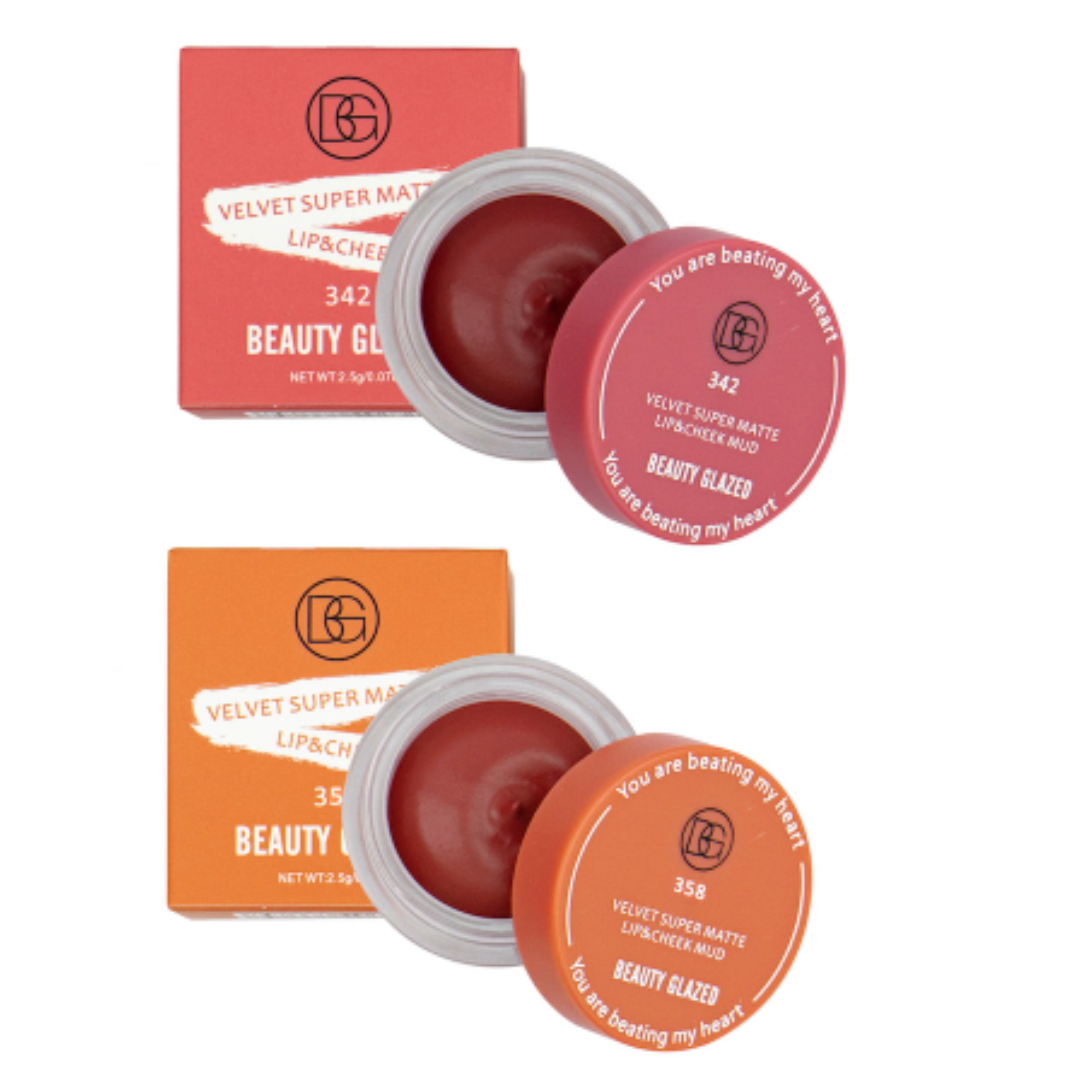 BG
VELVET SUPER MATT
LIP&CHEE
342
BEAUTY GL
NET WT 2.5g/0.07
You are beating my heart
BG
342
VELVET SUPER MATTE
LIP&CHEEK MUD
BEAUTY GLAZED
You are beating my heart
BG
VELVET SUPER MA
LIP&CH
35
BEAUTY
NET WT:2.5g/
You are beating my heart
BG
358
VELVET SUPER MATTE
LIP&CHEEK MUD
BEAUTY GLAZED
You are beating my heart